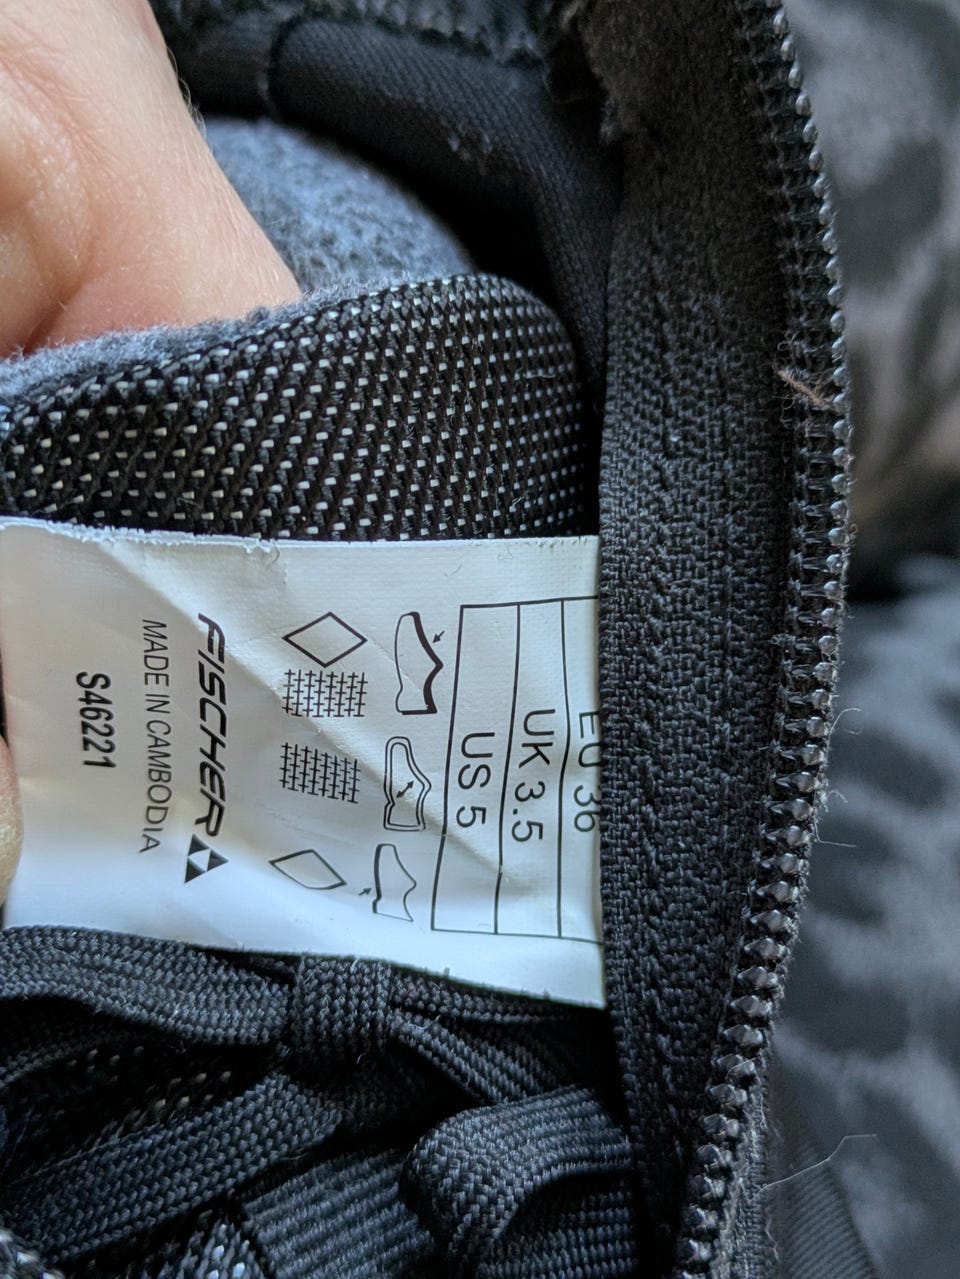 EU 36
UK 3.5
US 5
FISCHER
MADE IN CAMBODIA
S46221